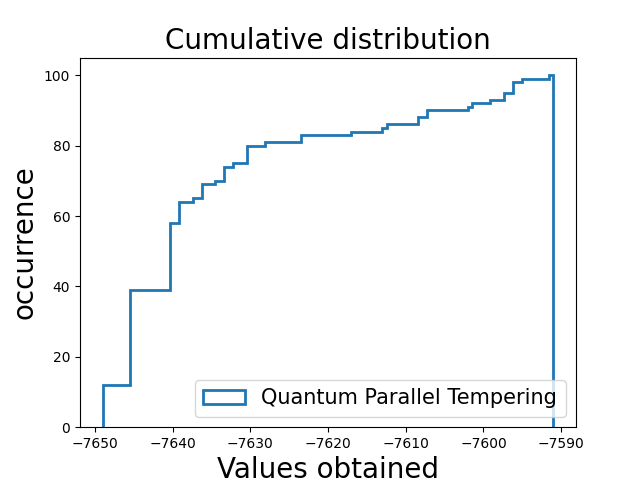 Cumulative distribution
occurrence
100
80
60
40
20
0
Quantum Parallel Tempering
−7650 −7640 −7630 −7620 −7610 −7600 −7590
Values obtained